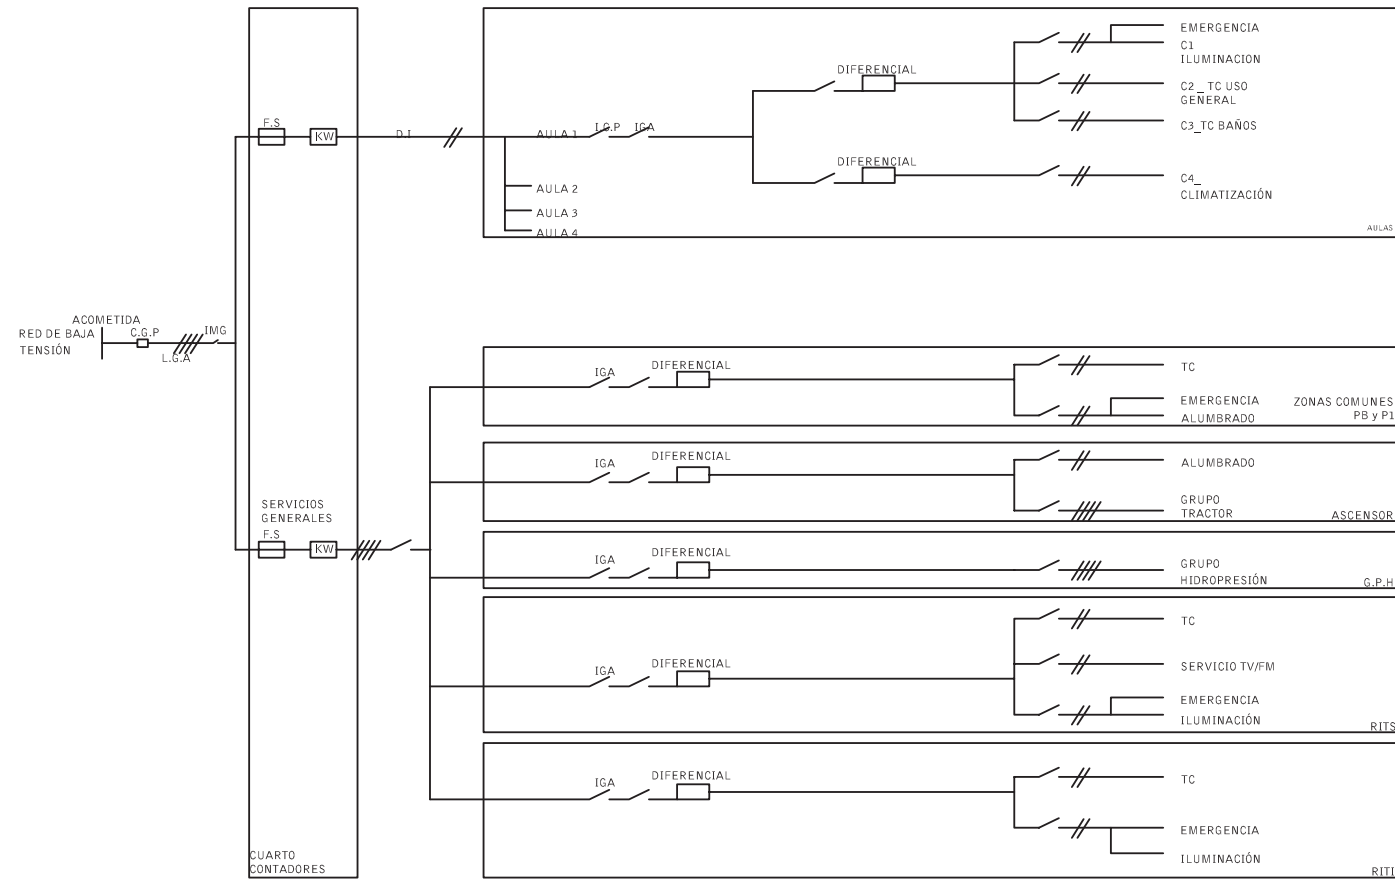 ACOMETIDA
RED DE BAJA
TENSIÓN
C.G.P
L.G.A
IMG
F.S
KW
D.I
AULA 1
I.G.P
IGA
AULA 2
AULA 3
AULA 4
DIFERENCIAL
EMERGENCIA
C1
ILUMINACION
C2_ TC USO
GENERAL
C3_TC BAÑOS
DIFERENCIAL
C4_
CLIMATIZACIÓN
AULAS
SERVICIOS
GENERALES
F.S
KW
CUARTO
CONTADORES
IGA
DIFERENCIAL
TC
EMERGENCIA
ALUMBRADO
ZONAS COMUNES
PB y P1
IGA
DIFERENCIAL
ALUMBRADO
GRUPO
TRACTOR
ASCENSOR
IGA
DIFERENCIAL
GRUPO
HIDROPRESIÓN
G.P.H
IGA
DIFERENCIAL
TC
SERVICIO TV/FM
EMERGENCIA
ILUMINACIÓN
RITS
IGA
DIFERENCIAL
TC
EMERGENCIA
ILUMINACIÓN
RITI